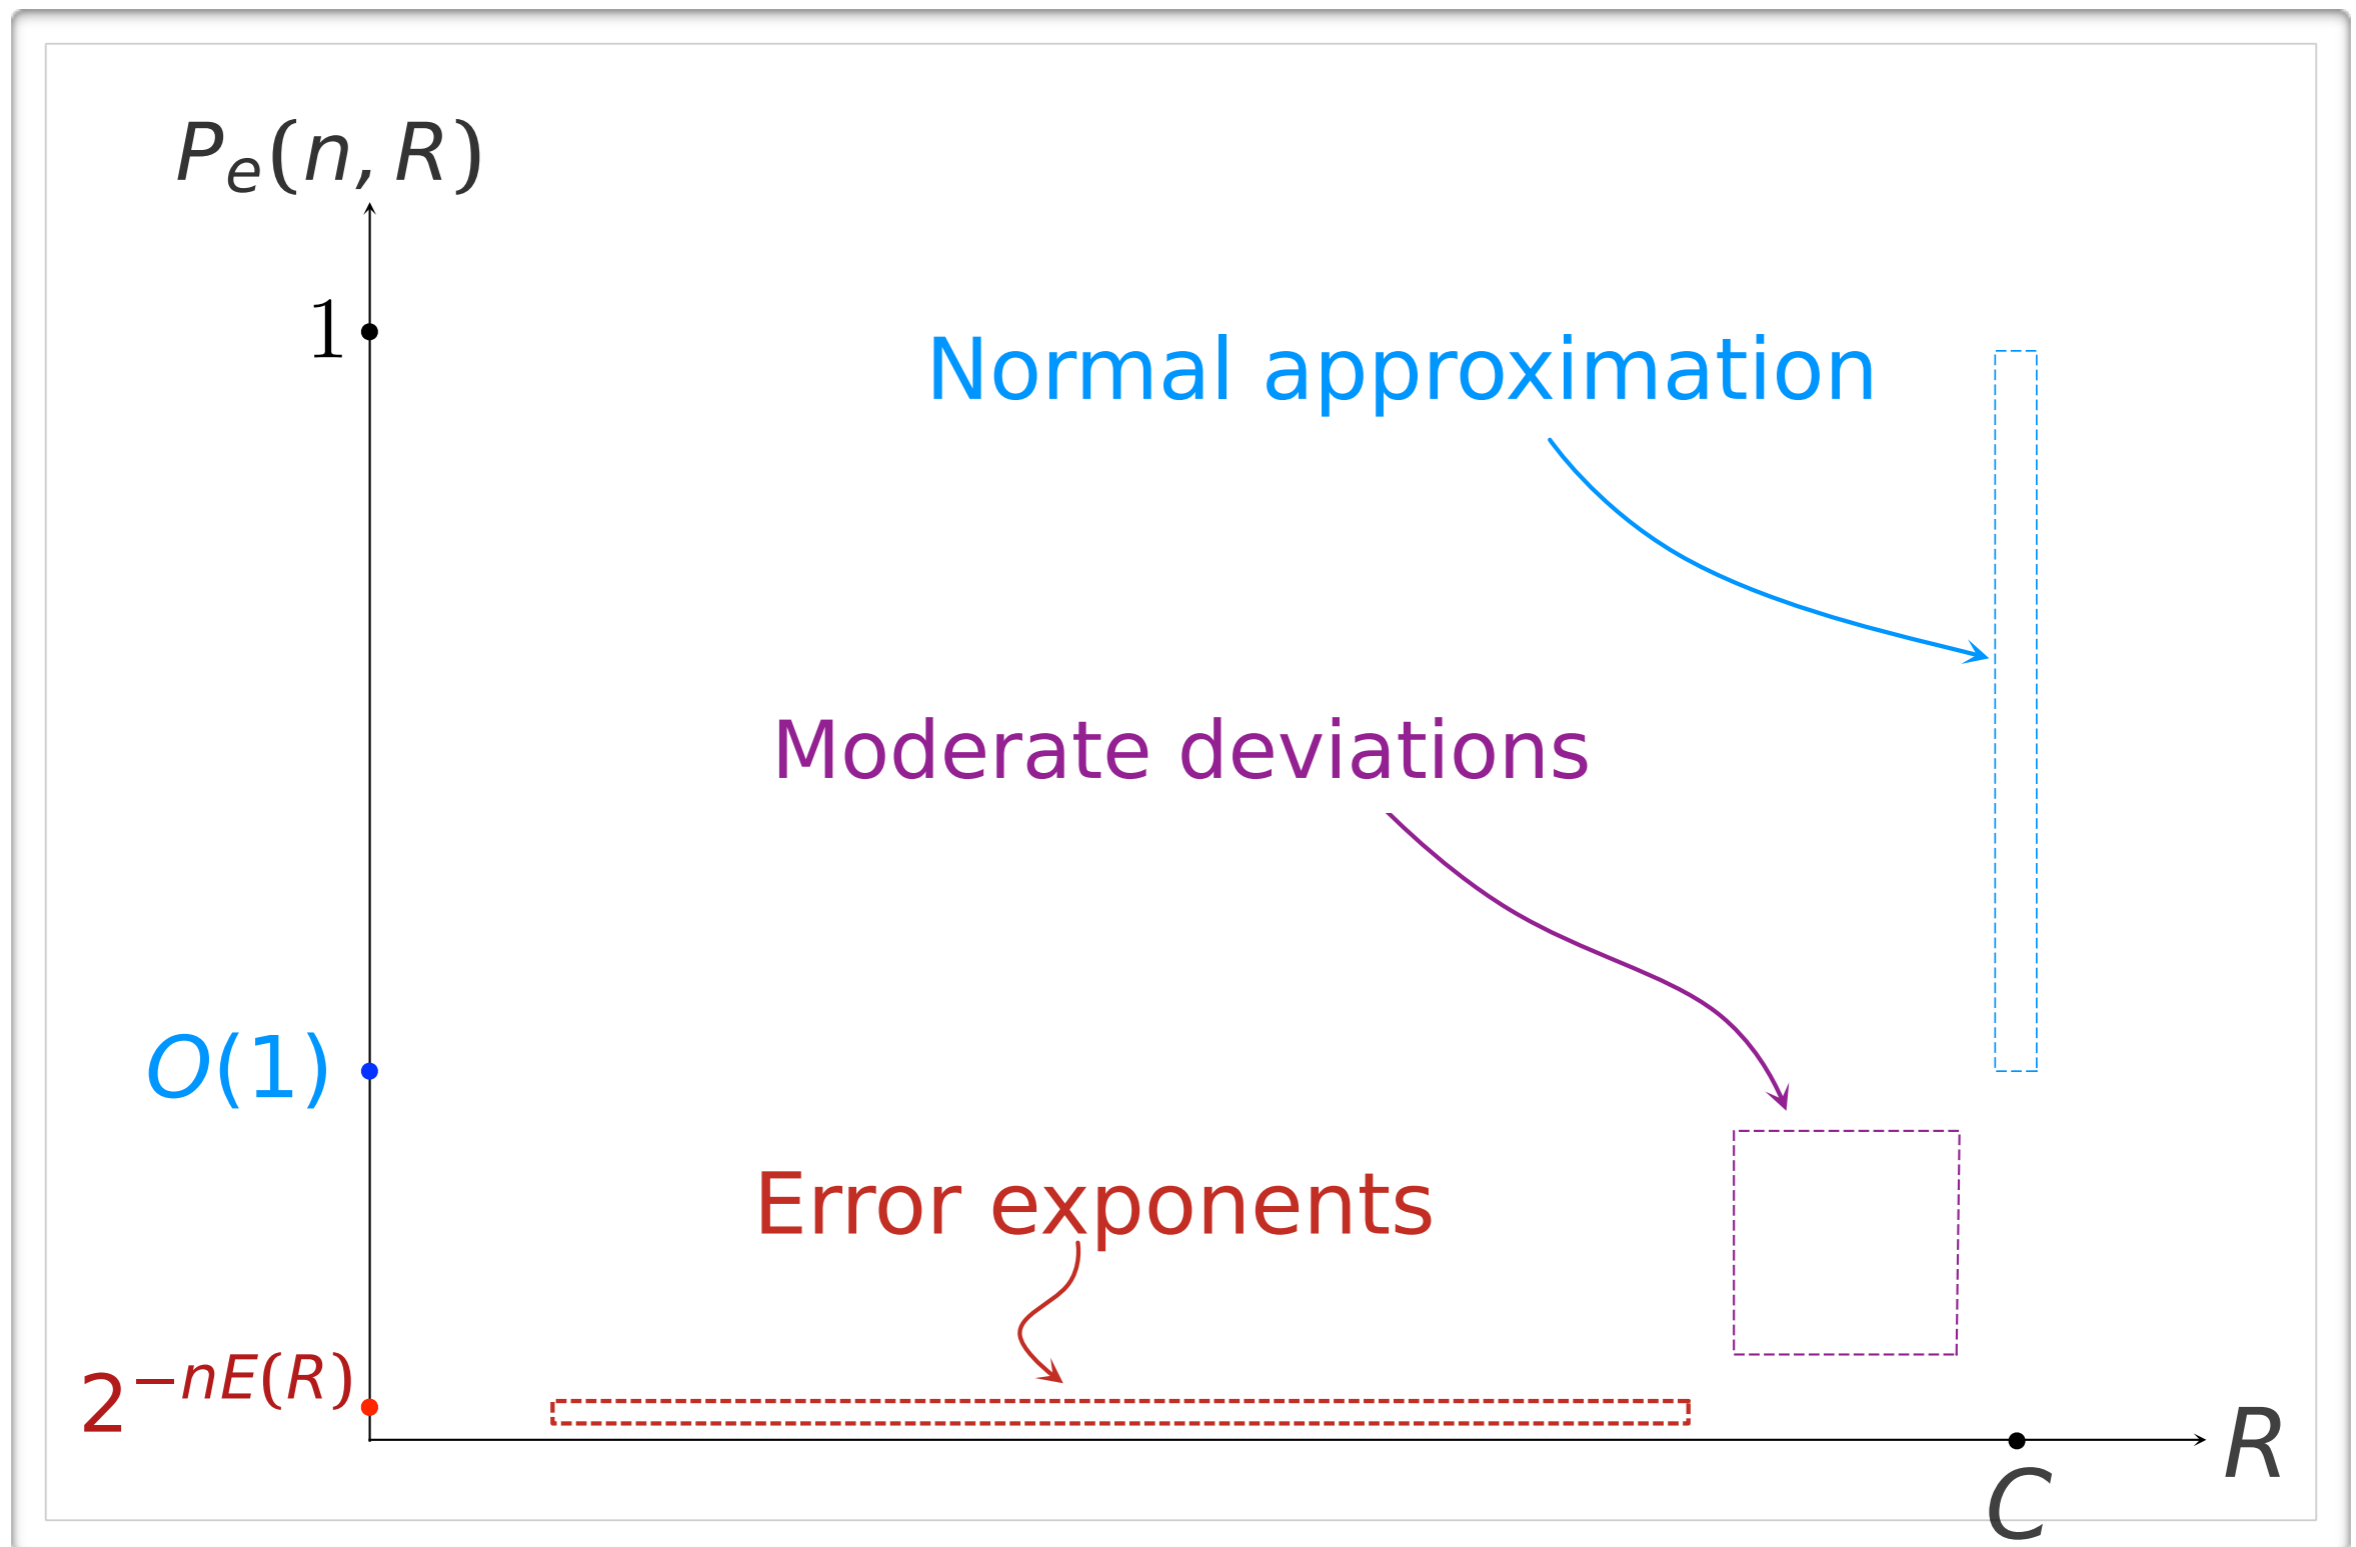 Pₑ(n, R)
1
Normal approximation
Moderate deviations
O(1)
Error exponents
2^{−nE(R)}
R
C